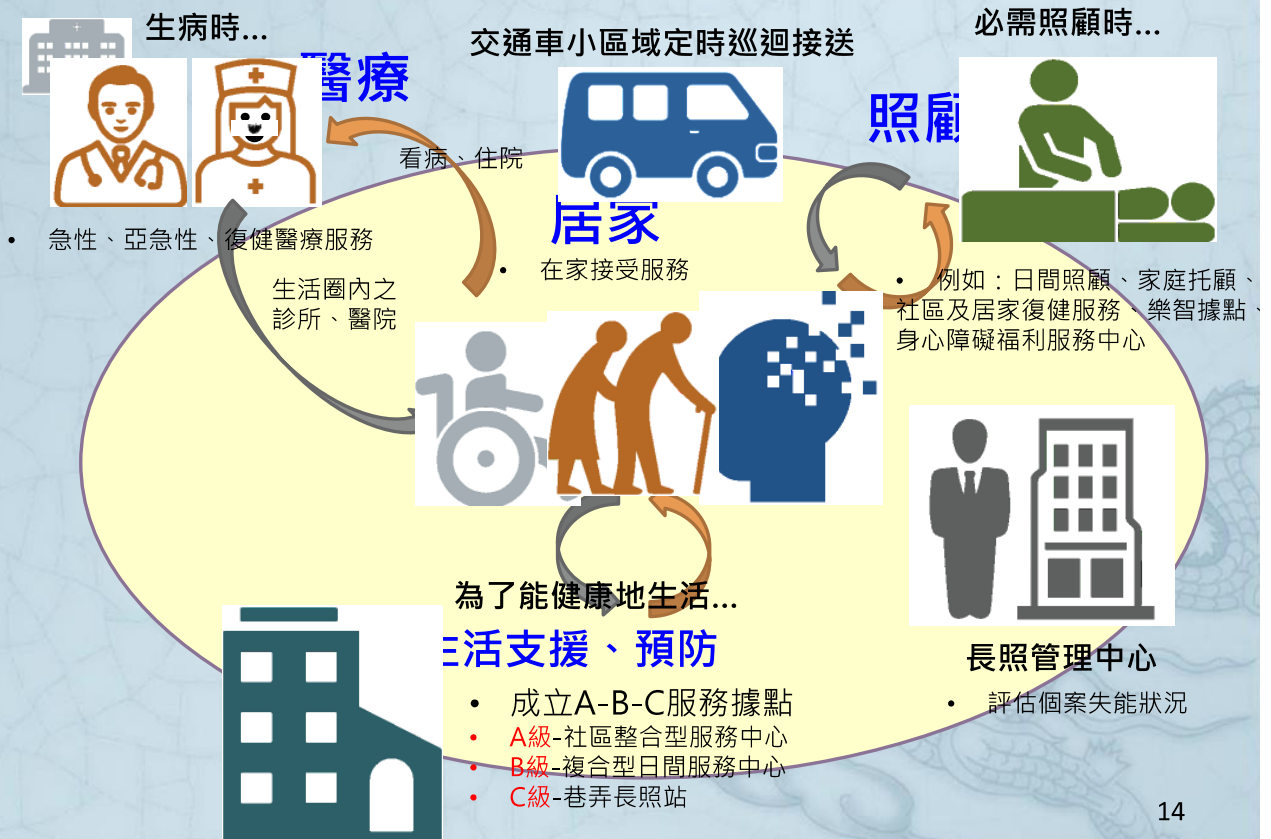 生病時...
醫療
交通車小區域定時巡迴接送
必需照顧時...
照顧
看病、住院
居家
• 在家接受服務
• 急性、亞急性、復健醫療服務
生活圈內之
診所、醫院
• 例如：日間照顧、家庭托顧、
社區及居家復健服務、樂智據點、
身心障礙福利服務中心
為了能健康地生活...
生活支援、預防
• 成立A-B-C服務據點
• A級-社區整合型服務中心
• B級-複合型日間服務中心
• C級-巷弄長照站
長照管理中心
• 評估個案失能狀況
14